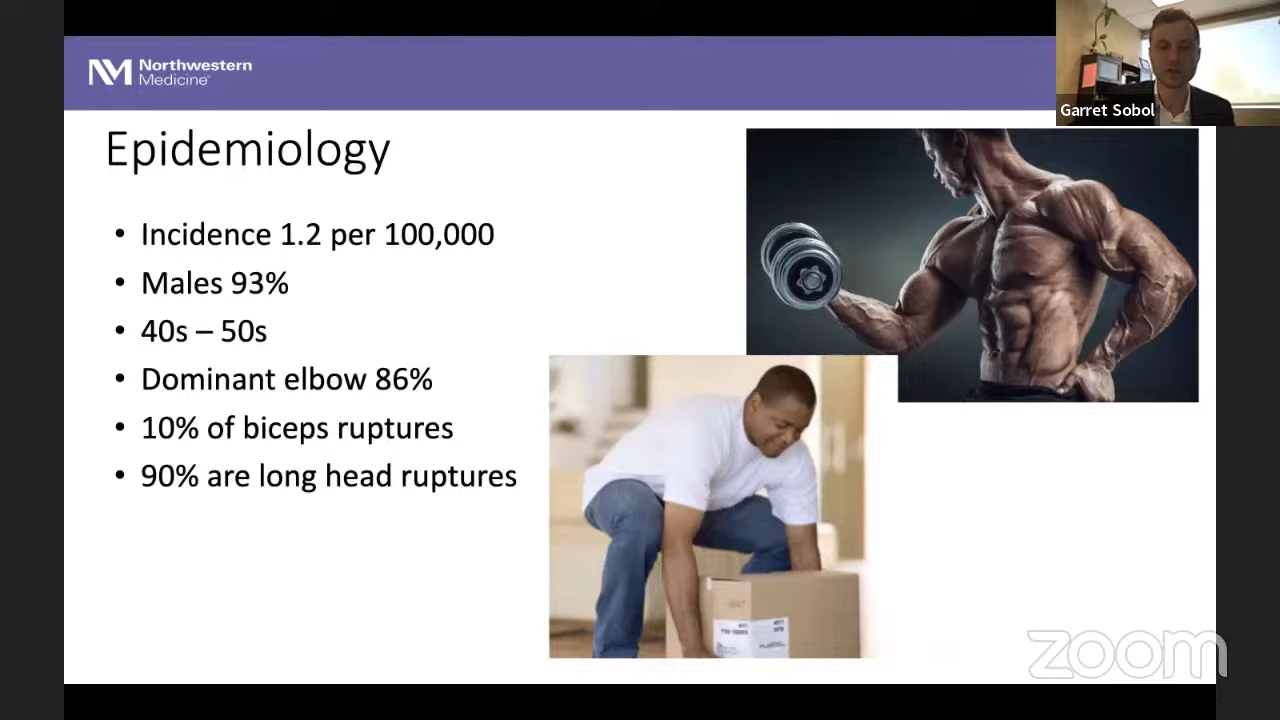 Northwestern
Medicine
Garret Sobol
Epidemiology
• Incidence 1.2 per 100,000
• Males 93%
• 40s – 50s
• Dominant elbow 86%
• 10% of biceps ruptures
• 90% are long head ruptures
zoom